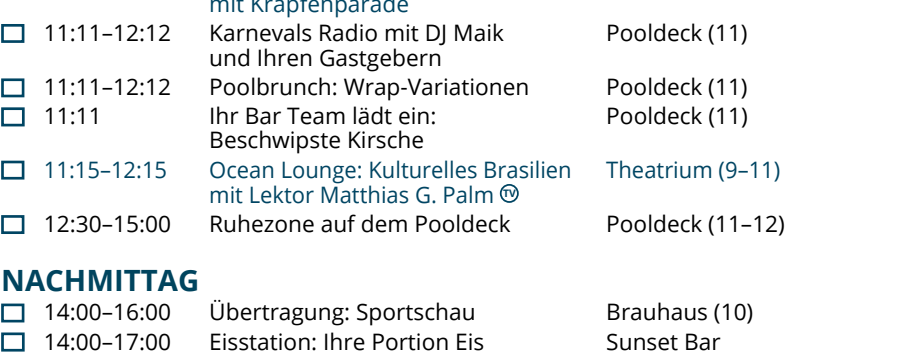 mit Krapfenparade
11:11–12:12 Karnevals Radio mit DJ Maik Pooldeck (11)
und Ihren Gastgebern
11:11–12:12 Poolbrunch: Wrap-Variationen Pooldeck (11)
11:11 Ihr Bar Team lädt ein: Pooldeck (11)
Beschwipste Kirsche
11:15–12:15 Ocean Lounge: Kulturelles Brasilien Theatrium (9–11)
mit Lektor Matthias G. Palm TV
12:30–15:00 Ruhezone auf dem Pooldeck Pooldeck (11–12)
NACHMITTAG
14:00–16:00 Übertragung: Sportschau Brauhaus (10)
14:00–17:00 Eisstation: Ihre Portion Eis Sunset Bar